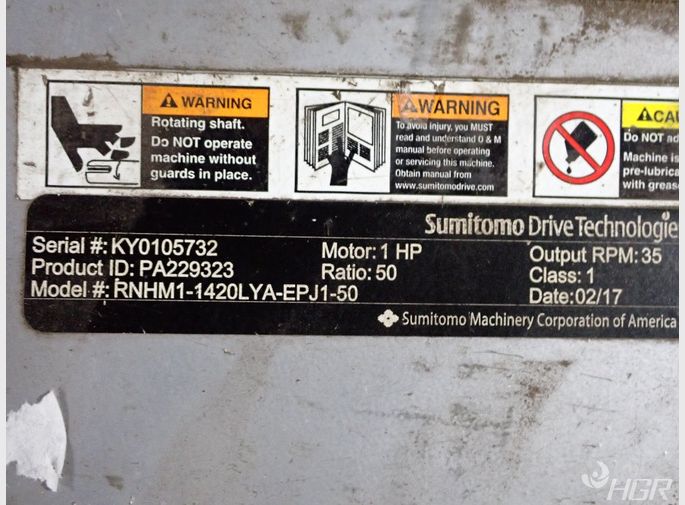 WARNING
Rotating shaft.
Do NOT operate
machine without
guards in place.
WARNING
To avoid injury, you MUST
read and understand O & M
manual before operating
or servicing this machine.
Obtain manual from
www.sumitomodrive.com
CAU
Do NOT ad
Machine is
pre-lubrica
with grease
Sumitomo Drive Technologie
Serial #: KY0105732
Motor: 1 HP
Output RPM: 35
Product ID: PA229323
Ratio: 50
Class: 1
Model #: RNHM1-1420LYA-EPJ1-50
Date:02/17
Sumitomo Machinery Corporation of America
HGR